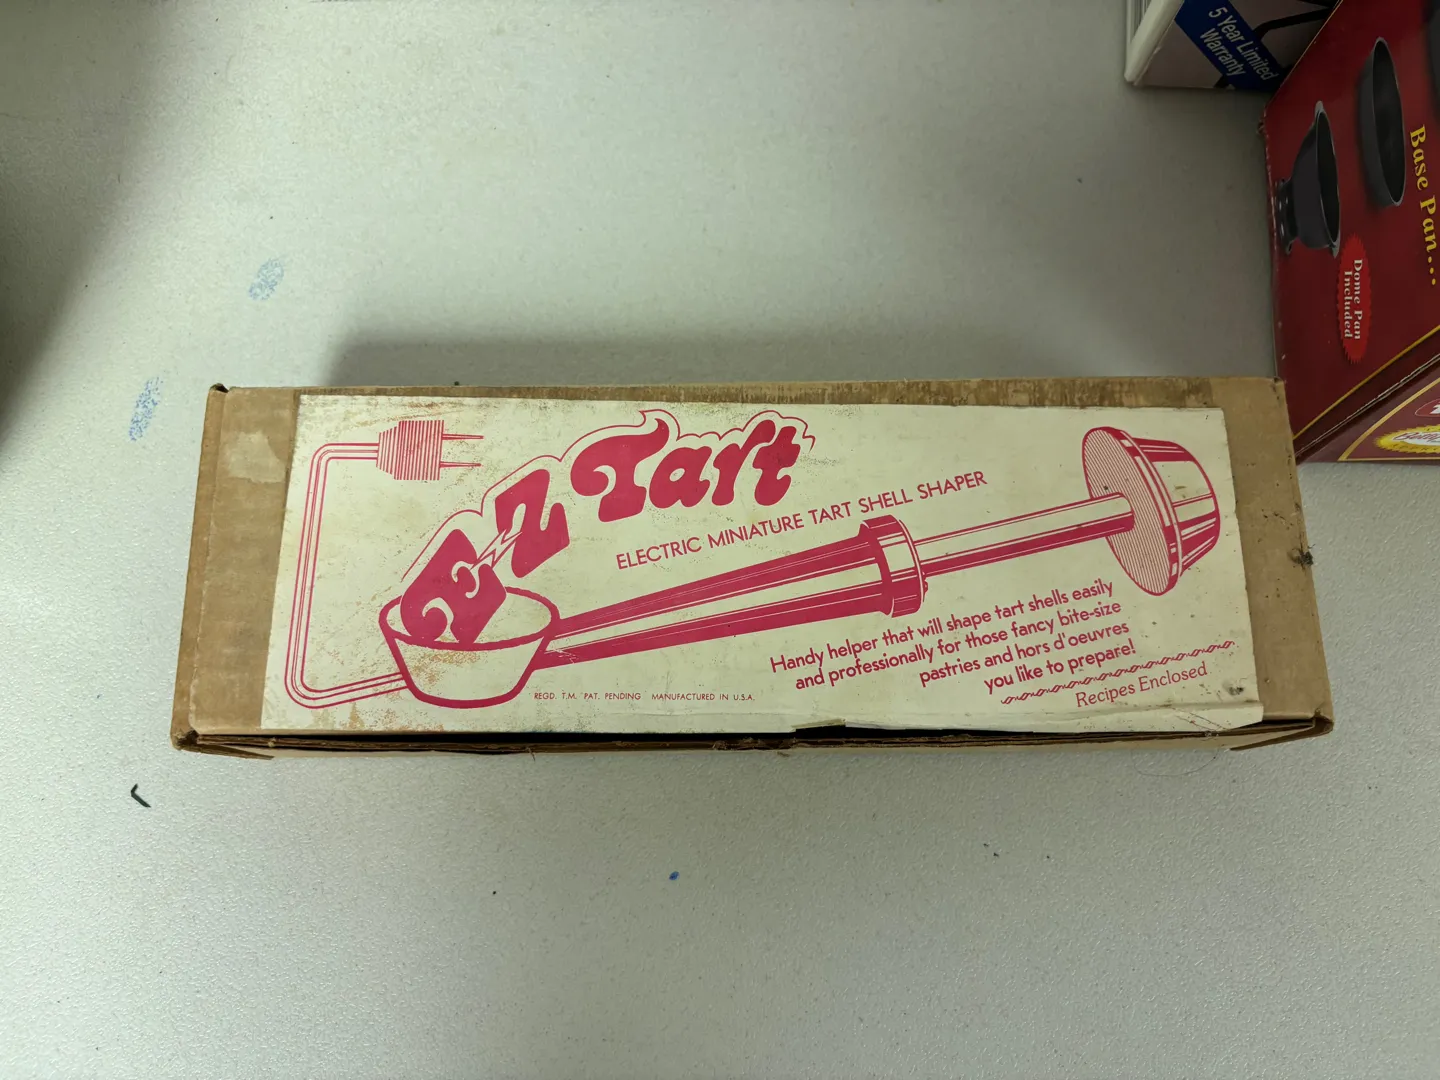 5 Year Limited
Warranty
Base Pan...
Dome Pan
Included
E-Z Tart
ELECTRIC MINIATURE TART SHELL SHAPER
Handy helper that will shape tart shells easily
and professionally for those fancy bite-size
pastries and hors d'oeuvres
you like to prepare!
Recipes Enclosed
REGD. T.M. PAT. PENDING MANUFACTURED IN U.S.A.